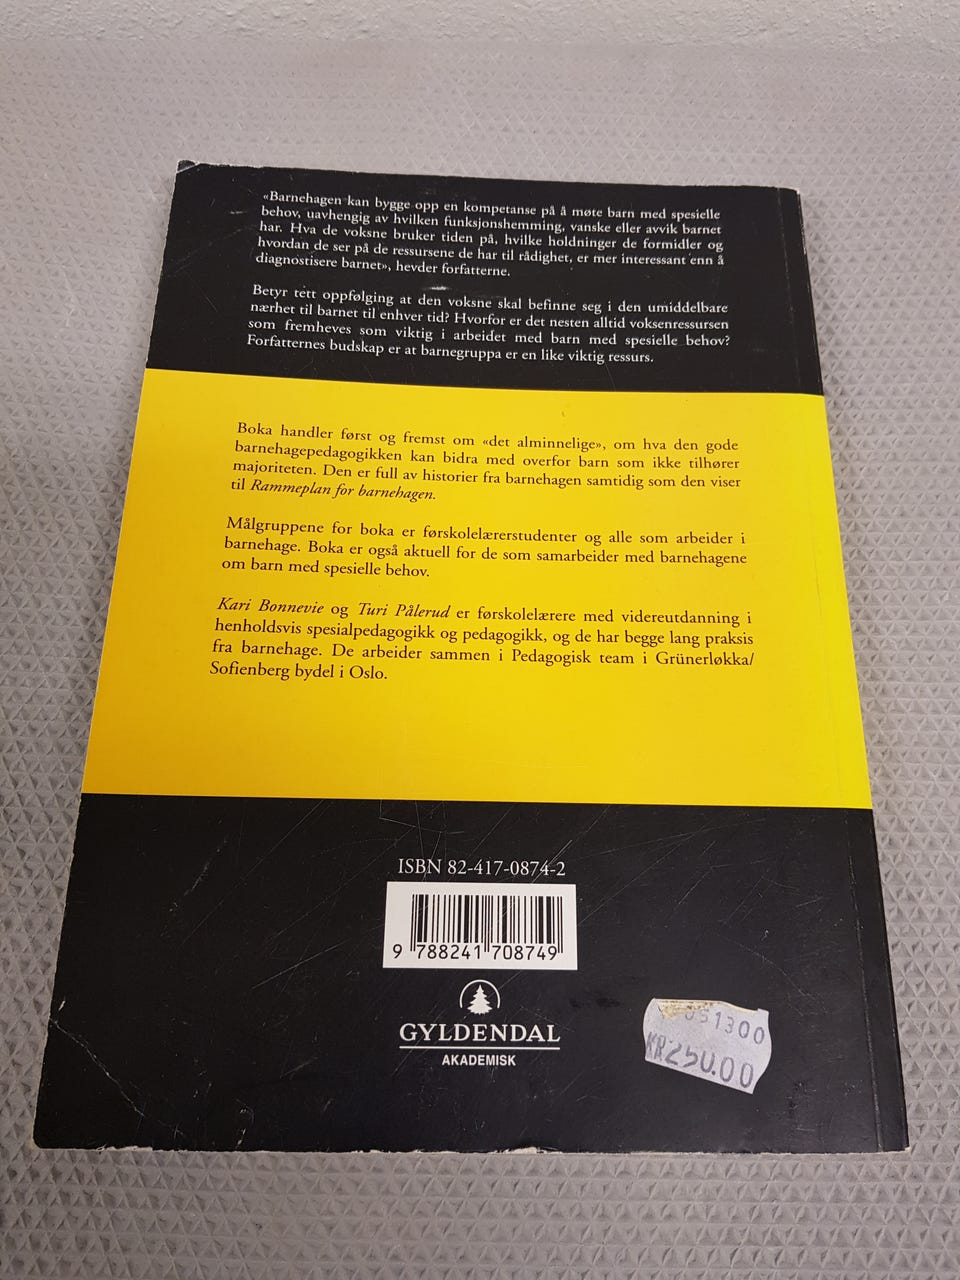 «Barnehagen kan bygge opp en kompetanse på å møte barn med spesielle
behov, uavhengig av hvilken funksjonshemming, vanske eller avvik barnet
har. Hva de voksne bruker tiden på, hvilke holdninger de formidler og
hvordan de ser på de ressursene de har til rådighet, er mer interessant enn å
diagnostisere barnet», hevder forfatterne.
Betyr tett oppfølging at den voksne skal befinne seg i den umiddelbare
nærhet til barnet til enhver tid? Hvorfor er det nesten alltid voksenressursen
som fremheves som viktig i arbeidet med barn med spesielle behov?
Forfatternes budskap er at barnegruppa er en like viktig ressurs.
Boka handler først og fremst om «det alminnelige», om hva den gode
barnehagepedagogikken kan bidra med overfor barn som ikke tilhører
majoriteten. Den er full av historier fra barnehagen samtidig som den viser
til Rammeplan for barnehagen.
Målgruppene for boka er førskolelærerstudenter og alle som arbeider i
barnehage. Boka er også aktuell for de som samarbeider med barnehagene
om barn med spesielle behov.
Kari Bonnevie og Turi Pålerud er førskolelærere med videreutdanning i
henholdsvis spesialpedagogikk og pedagogikk, og de har begge lang praksis
fra barnehage. De arbeider sammen i Pedagogisk team i Grünerløkka/
Sofienberg bydel i Oslo.
ISBN 82-417-0874-2
9 788241 708749
GYLDENDAL
AKADEMISK
KR250.00